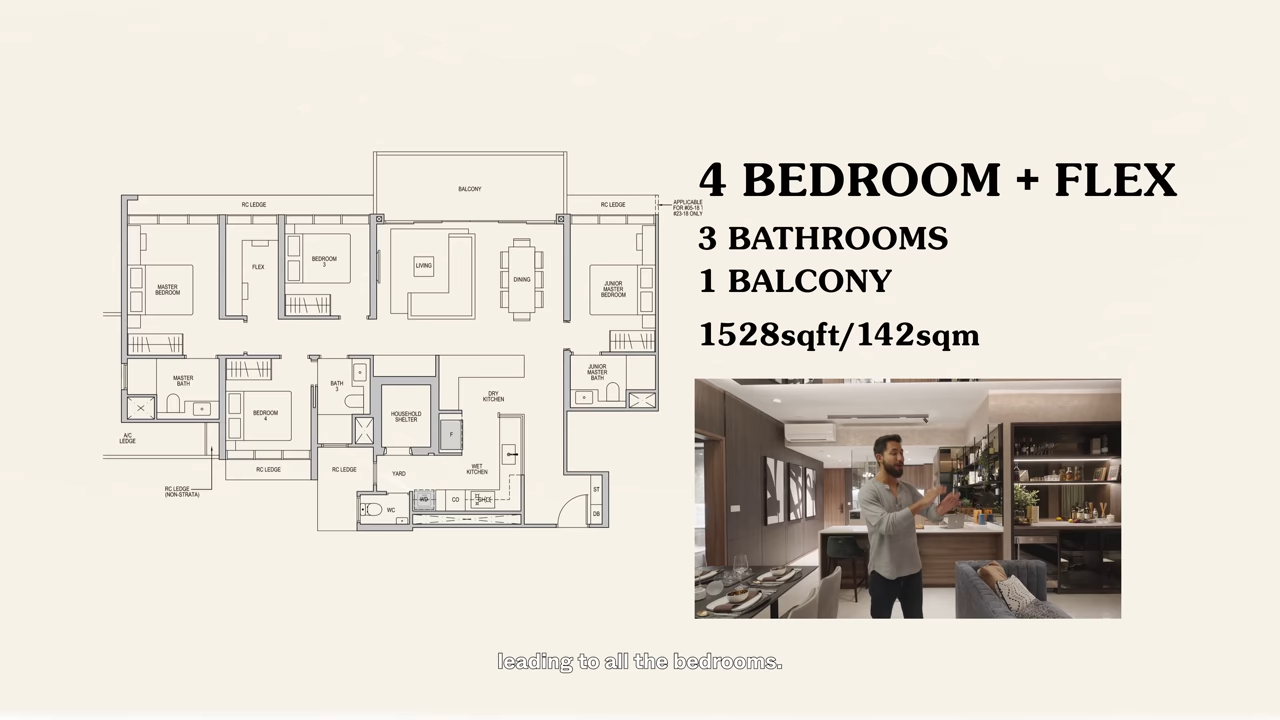 BALCONY
RC LEDGE
RC LEDGE
APPLICABLE
FOR #05-18 \
#23-18 ONLY
MASTER
BEDROOM
FLEX
BEDROOM
3
LIVING
DINING
JUNIOR
MASTER
BEDROOM
MASTER
BATH
BEDROOM
4
BATH
3
HOUSEHOLD
SHELTER
DRY
KITCHEN
JUNIOR
MASTER
BATH
A/C
LEDGE
F
RC LEDGE
RC LEDGE
YARD
WET
KITCHEN
RC LEDGE
(NON-STRATA)
WC
WD
CO
ST
DB
4 BEDROOM + FLEX
3 BATHROOMS
1 BALCONY
1528sqft/142sqm
leading to all the bedrooms.